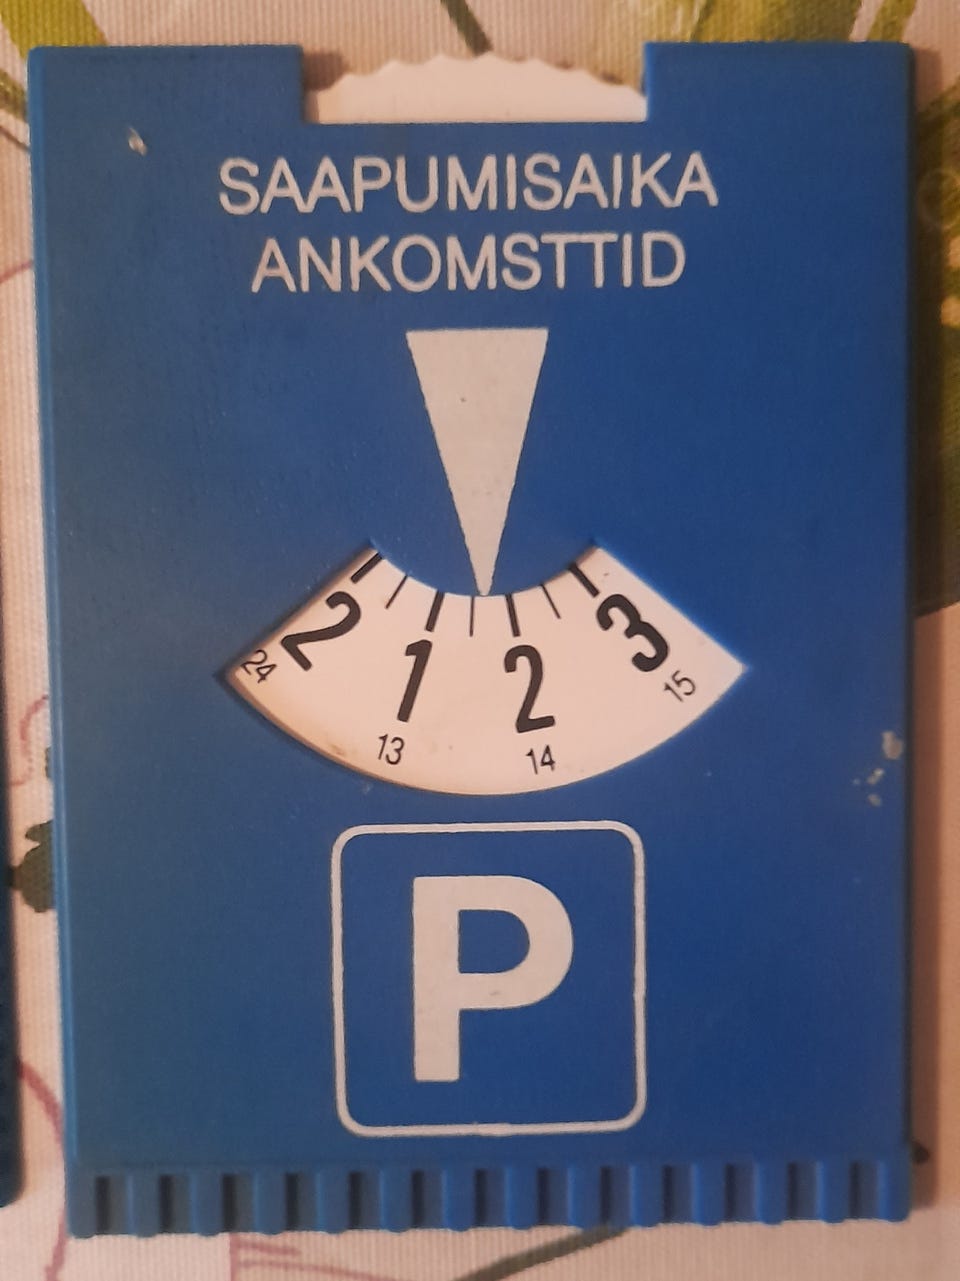 SAAPUMISAIKA
ANKOMSTTID
2 1 2 3
24 13 14 15
P